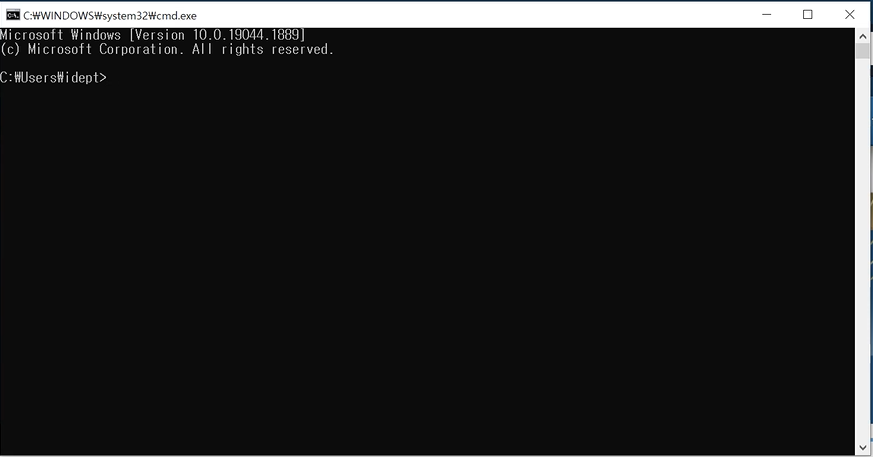 C:₩WINDOWS₩system32₩cmd.exe
Microsoft Windows [Version 10.0.19044.1889]
(c) Microsoft Corporation. All rights reserved.
C:₩Users₩idept>